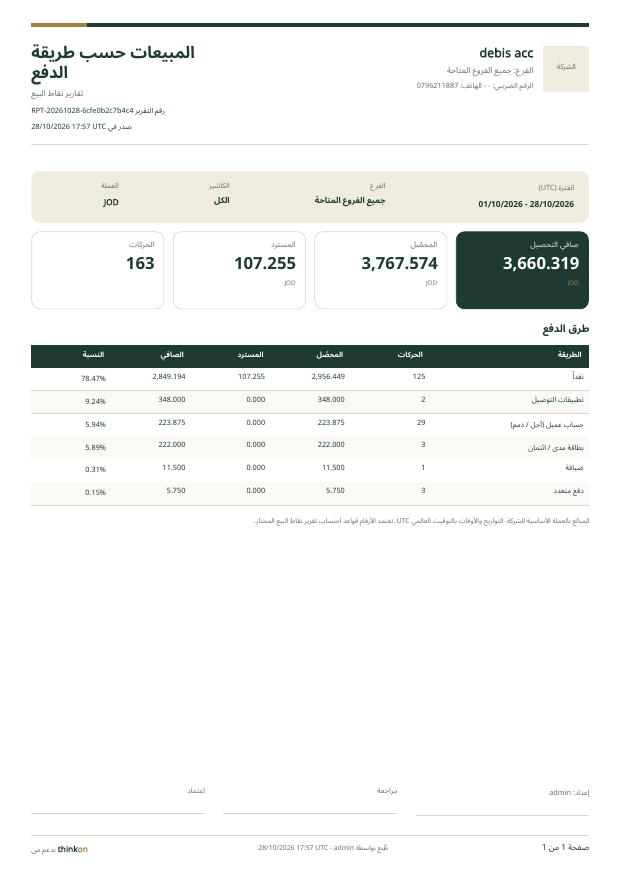 debis acc
الفرع: جميع الفروع المتاحة
الرقم الضريبي: - - الهاتف: 0796211887
الشركة
المبيعات حسب طريقة
الدفع
تقارير نقاط البيع
رقم التقرير RPT-20261028-6cfe0b2c7b4c4
صدر في 28/10/2026 17:57 UTC
الفترة (UTC) الفرع الكاشير العملة
01/10/2026 - 28/10/2026 جميع الفروع المتاحة الكل JOD
صافي التحصيل المحصّل المسترد الحركات
3,660.319 3,767.574 107.255 163
JOD JOD JOD
طرق الدفع
الطريقة الحركات المحصّل المسترد الصافي النسبة
نقداً 125 2,956.449 107.255 2,849.194 78.47%
تطبيقات التوصيل 2 348.000 0.000 348.000 9.24%
حساب عميل (آجل / ذمم) 29 223.875 0.000 223.875 5.94%
بطاقة مدى / ائتمان 3 222.000 0.000 222.000 5.89%
ضيافة 1 11.500 0.000 11.500 0.31%
دفع متعدد 3 5.750 0.000 5.750 0.15%
المبالغ بالعملة الأساسية للشركة. التواريخ والأوقات بالتوقيت العالمي UTC. تعتمد الأرقام قواعد احتساب تقرير نقاط البيع المختار.
إعداد: admin مراجعة اعتماد
صفحة 1 من 1 طُبع بواسطة 28/10/2026 17:57 UTC - admin بدعم من thinkon